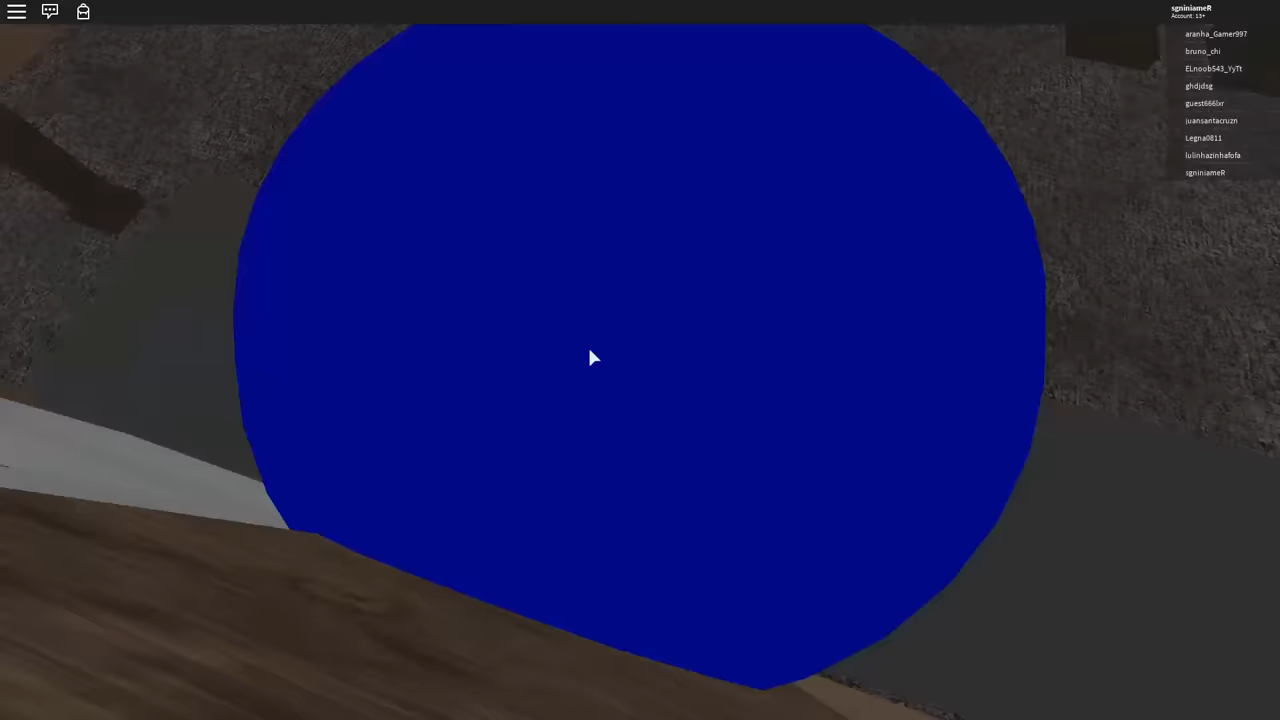 sgniniameR
Account: 13+
aranha_Gamer997
bruno_chi
ELnoob543_YyTt
ghdjdsg
guest666lxr
juansantacruzn
Legna0811
lulinhazinhafofa
sgniniameR